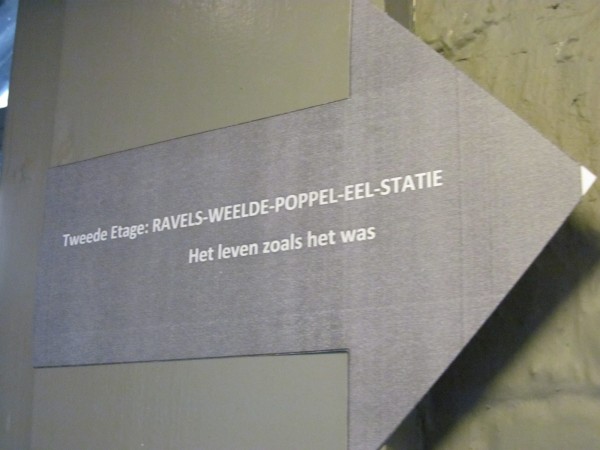 Tweede Etage: RAVELS-WEELDE-POPPEL-EEL-STATIE
Het leven zoals het was